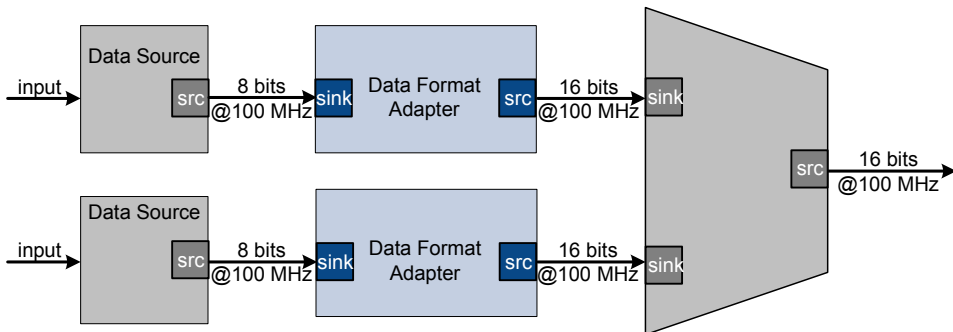 Data Source
input
src
8 bits
@100 MHz
sink
Data Format
Adapter
src
16 bits
@100 MHz
sink
src
16 bits
@100 MHz
Data Source
input
src
8 bits
@100 MHz
sink
Data Format
Adapter
src
16 bits
@100 MHz
sink